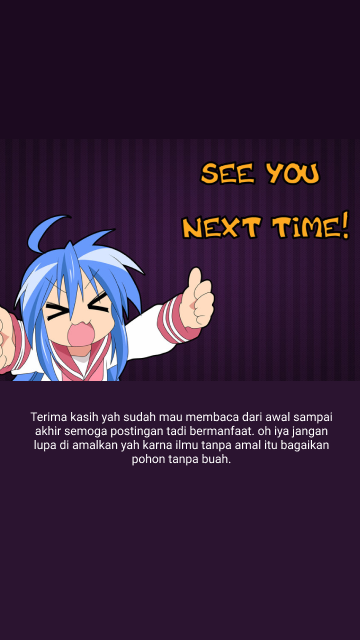 SEE YOU
NEXT TIME!
Terima kasih yah sudah mau membaca dari awal sampai
akhir semoga postingan tadi bermanfaat. oh iya jangan
lupa di amalkan yah karna ilmu tanpa amal itu bagaikan
pohon tanpa buah.